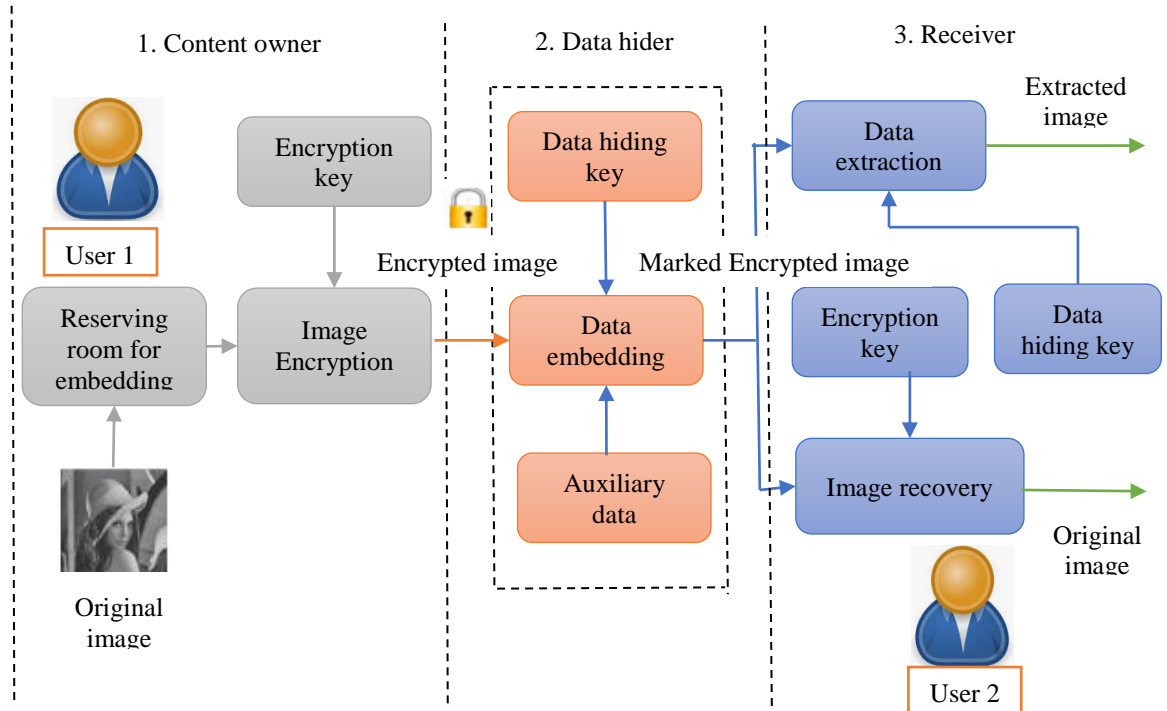 1. Content owner
2. Data hider
3. Receiver
User 1
Encryption
key
Reserving
room for
embedding
Image
Encryption
Original
image
Encrypted image
Data hiding
key
Data
embedding
Auxiliary
data
Marked Encrypted image
Data
extraction
Extracted
image
Encryption
key
Data
hiding key
Image recovery
Original
image
User 2